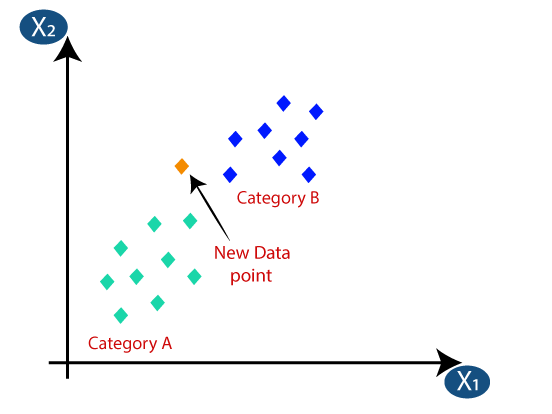 X2
Category B
New Data
point
Category A
X1